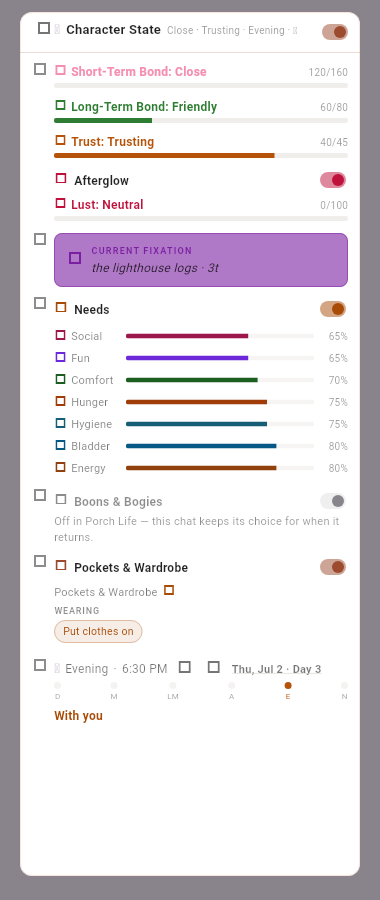 Character State Close · Trusting · Evening ·
Short-Term Bond: Close 120/160
Long-Term Bond: Friendly 60/80
Trust: Trusting 40/45
Afterglow
Lust: Neutral 0/100
CURRENT FIXATION
the lighthouse logs · 3t
Needs
Social 65%
Fun 65%
Comfort 70%
Hunger 75%
Hygiene 75%
Bladder 80%
Energy 80%
Boons & Bogies
Off in Porch Life — this chat keeps its choice for when it
returns.
Pockets & Wardrobe
Pockets & Wardrobe
WEARING
Put clothes on
Evening · 6:30 PM Thu, Jul 2 · Day 3
D M LM A E N
With you